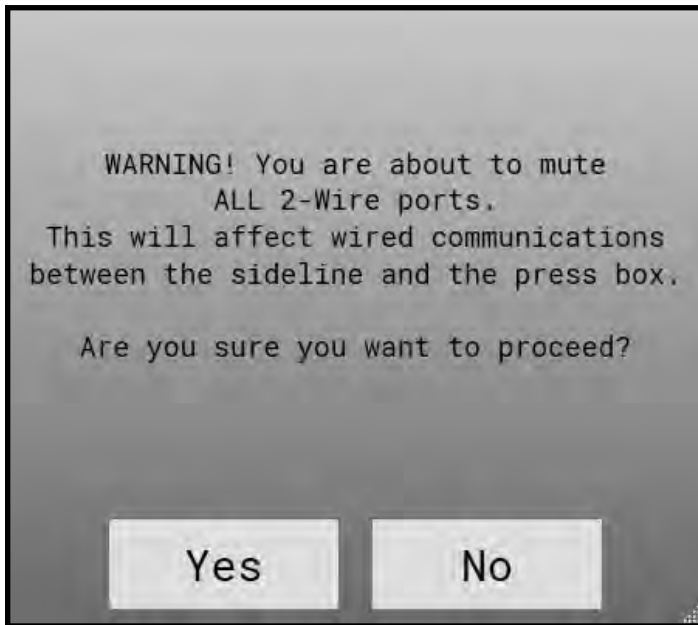 WARNING! You are about to mute
ALL 2-Wire ports.
This will affect wired communications
between the sideline and the press box.
Are you sure you want to proceed?
Yes
No